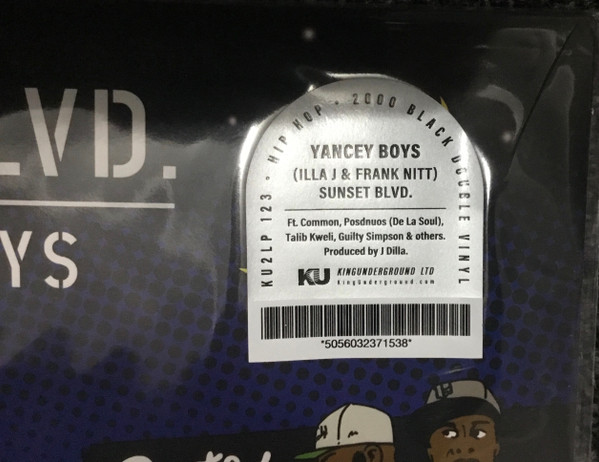 LVD.
YS
KU2LP 123 • HIP HOP • 2000 BLACK DOUBLE VINYL
YANCEY BOYS
(ILLA J & FRANK NITT)
SUNSET BLVD.
Ft. Common, Posdnuos (De La Soul),
Talib Kweli, Guilty Simpson & others.
Produced by J Dilla.
KU KINGUNDERGROUND LTD
kingunderground.com
*5056032371538*